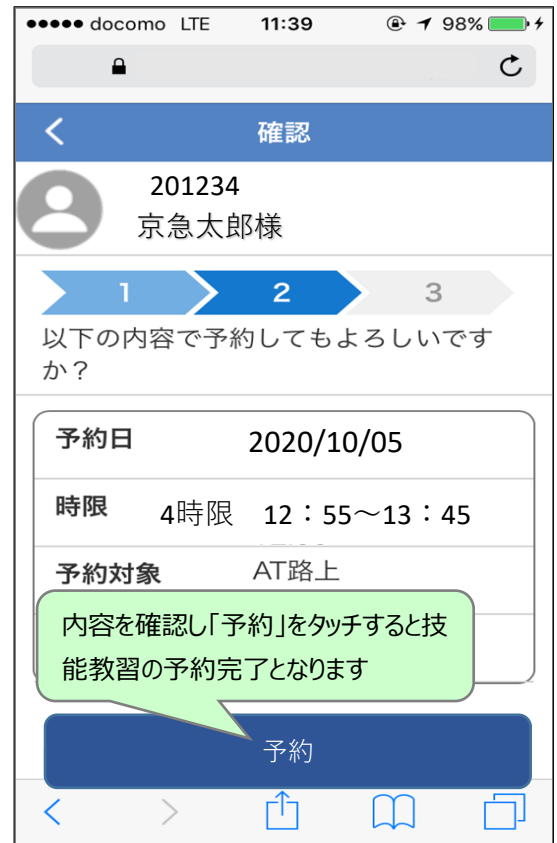 docomo LTE 11:39 98%
確認
201234
京急太郎様
1 2 3
以下の内容で予約してもよろしいです
か？
予約日 2020/10/05
時限 4時限 12：55～13：45
予約対象 AT路上
内容を確認し「予約」をタッチすると技
能教習の予約完了となります
予約